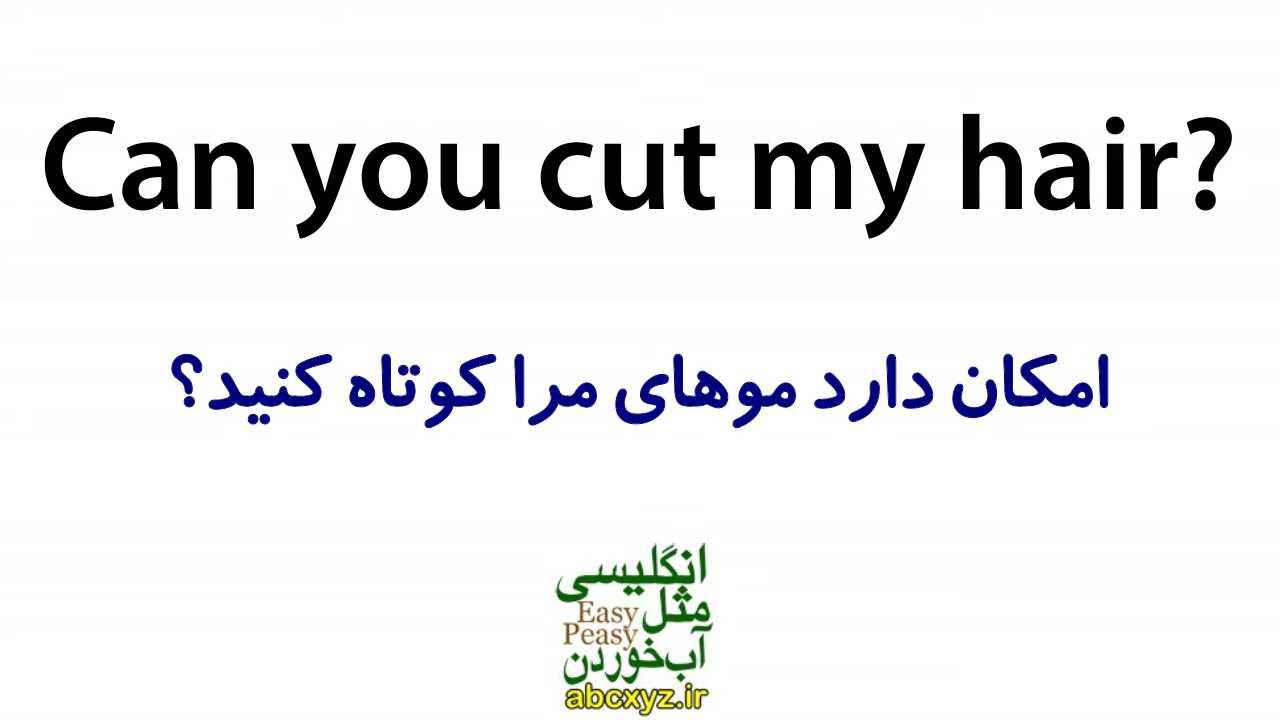 Can you cut my hair?
امکان دارد موهای مرا کوتاه کنید؟
انگلیسی
مثل
Easy
Peasy
آب‌خوردن
abcxyz.ir